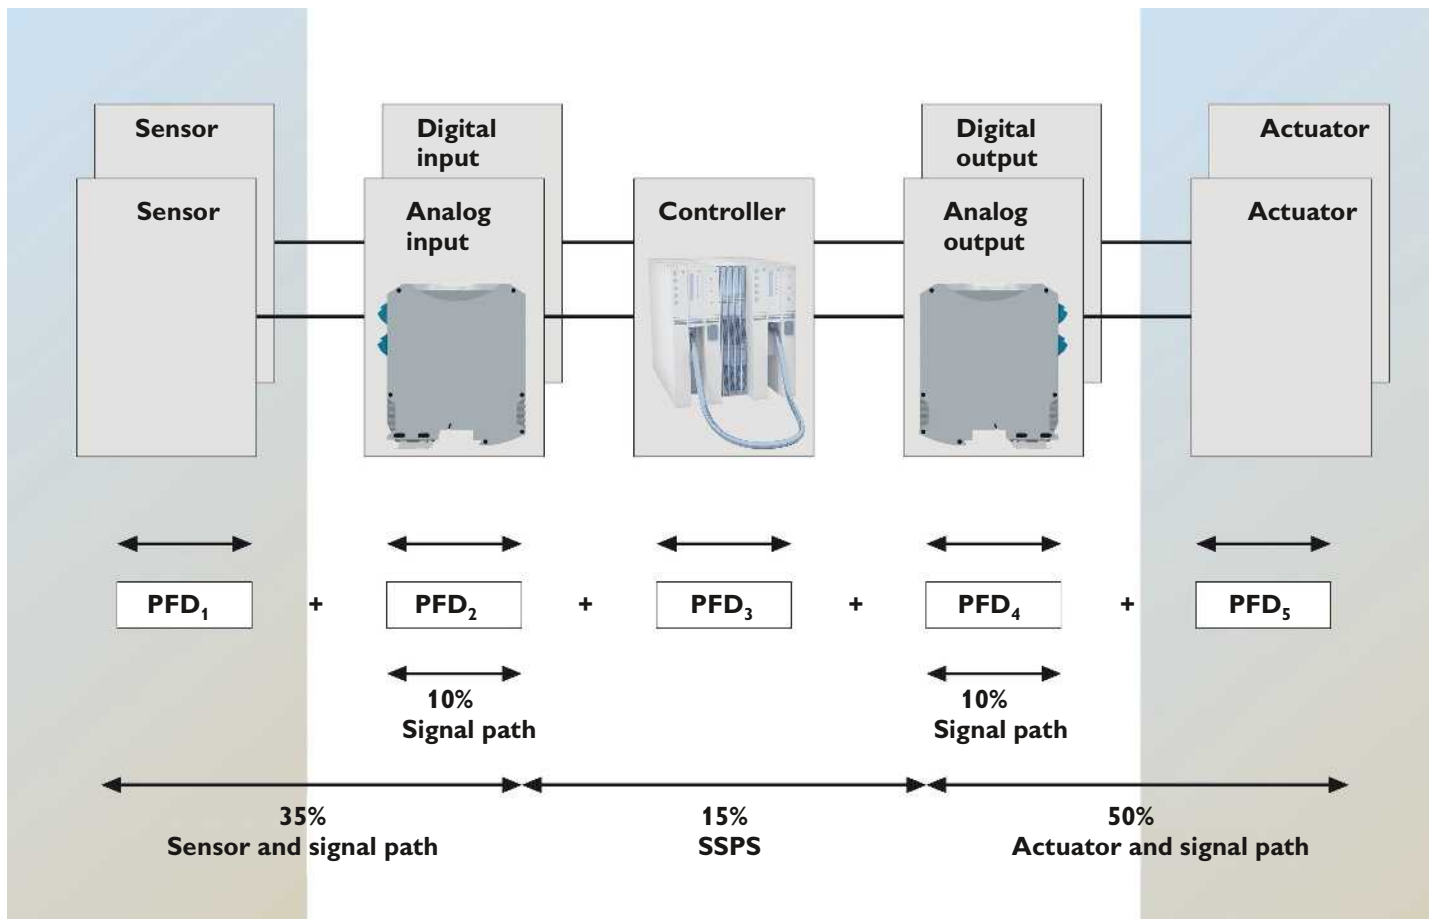 Sensor
Digital
input
Digital
output
Actuator
Sensor
Analog
input
Controller
Analog
output
Actuator
PFD1 + PFD2 + PFD3 + PFD4 + PFD5
10%
Signal path
10%
Signal path
35%
Sensor and signal path
15%
SSPS
50%
Actuator and signal path